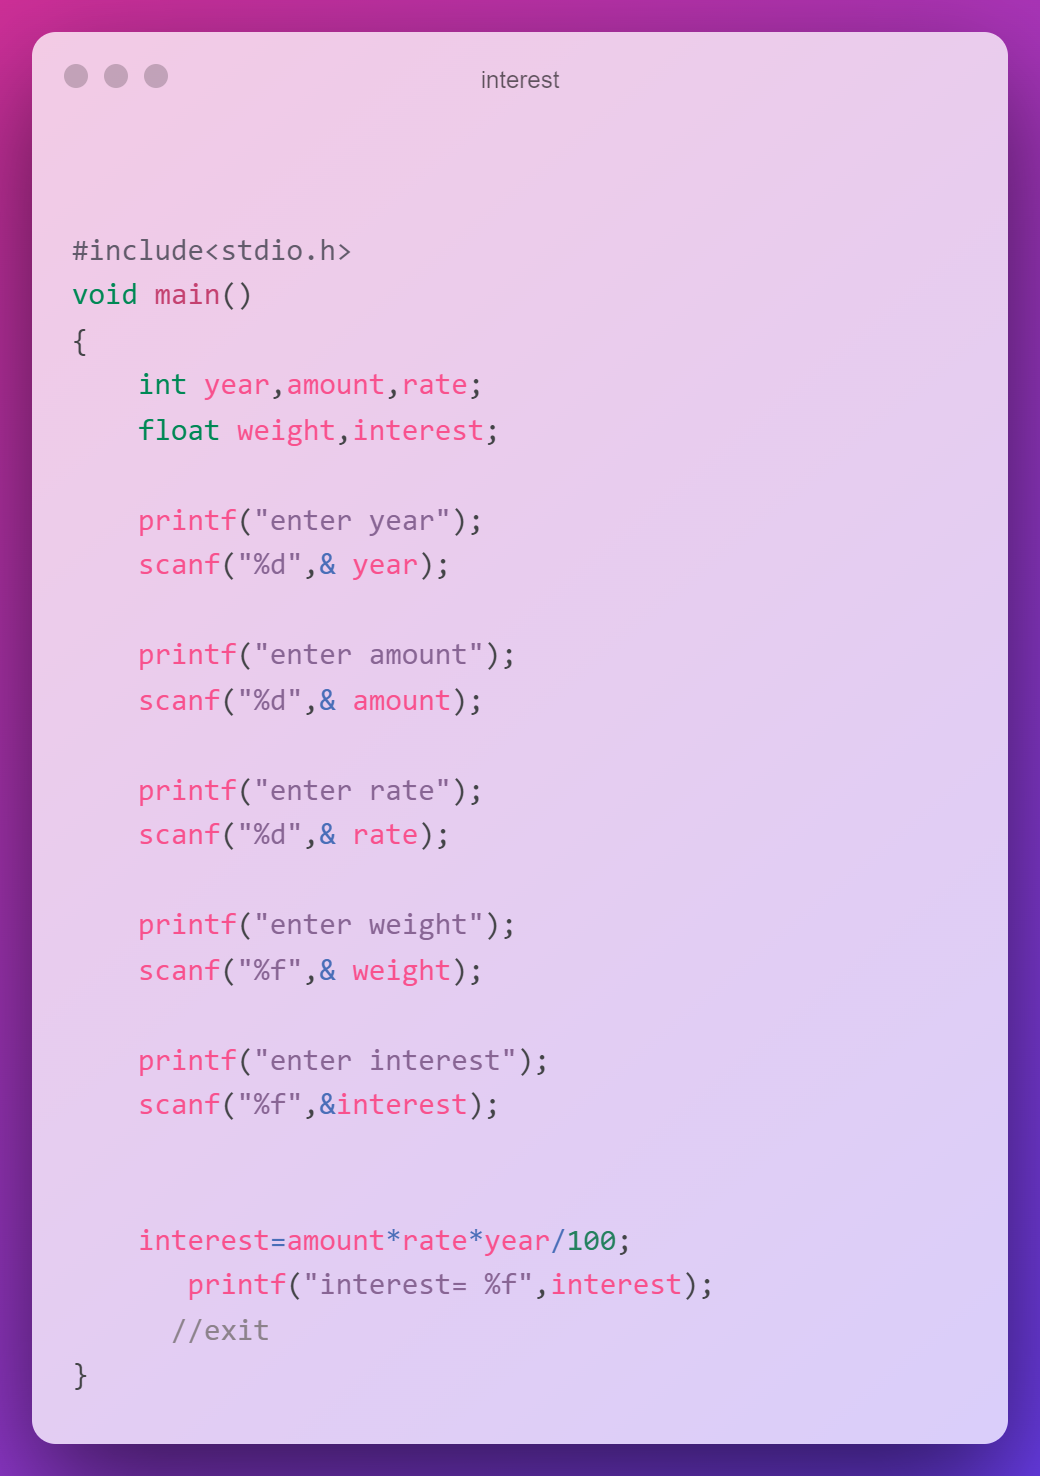 interest
#include<stdio.h>
void main()
{
    int year,amount,rate;
    float weight,interest;
    printf("enter year");
    scanf("%d",& year);
    printf("enter amount");
    scanf("%d",& amount);
    printf("enter rate");
    scanf("%d",& rate);
    printf("enter weight");
    scanf("%f",& weight);
    printf("enter interest");
    scanf("%f",&interest);
    interest=amount*rate*year/100;
       printf("interest= %f",interest);
      //exit
}